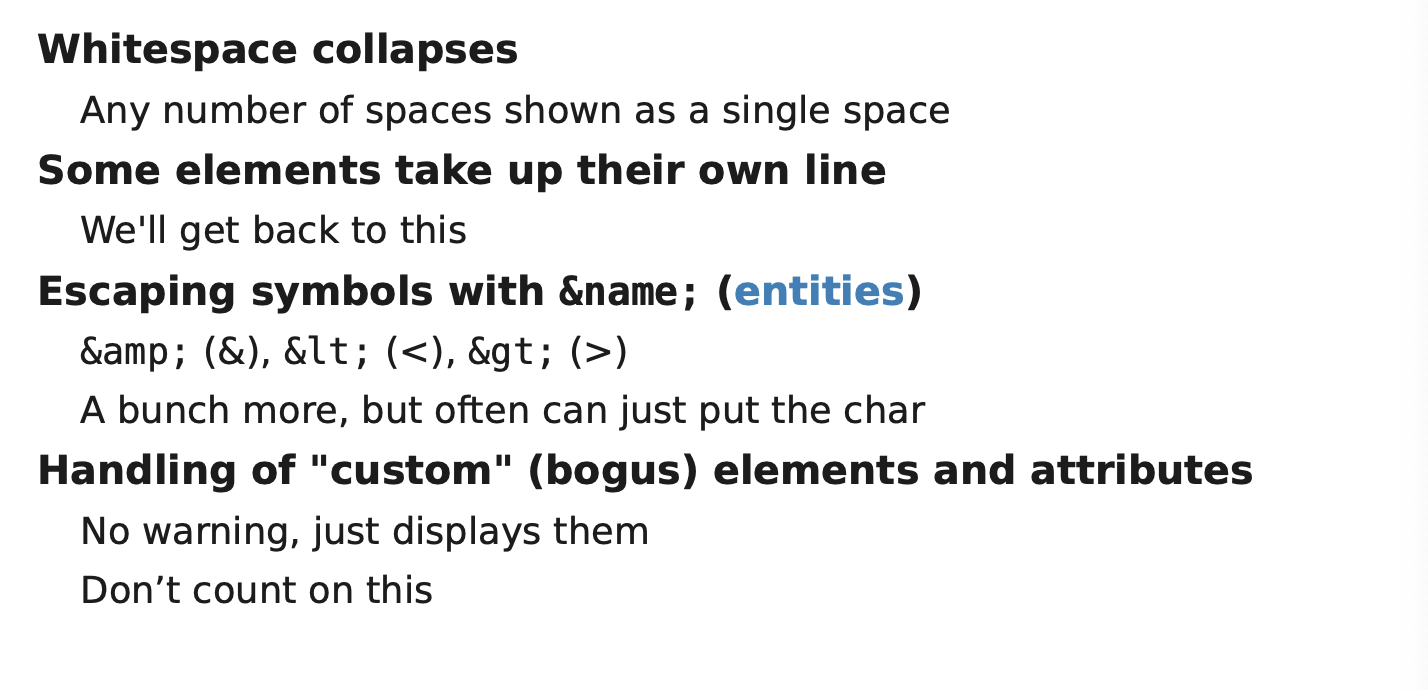 Whitespace collapses
Any number of spaces shown as a single space
Some elements take up their own line
We'll get back to this
Escaping symbols with &name; (entities)
&amp; (&), &lt; (<), &gt; (>)
A bunch more, but often can just put the char
Handling of "custom" (bogus) elements and attributes
No warning, just displays them
Don’t count on this